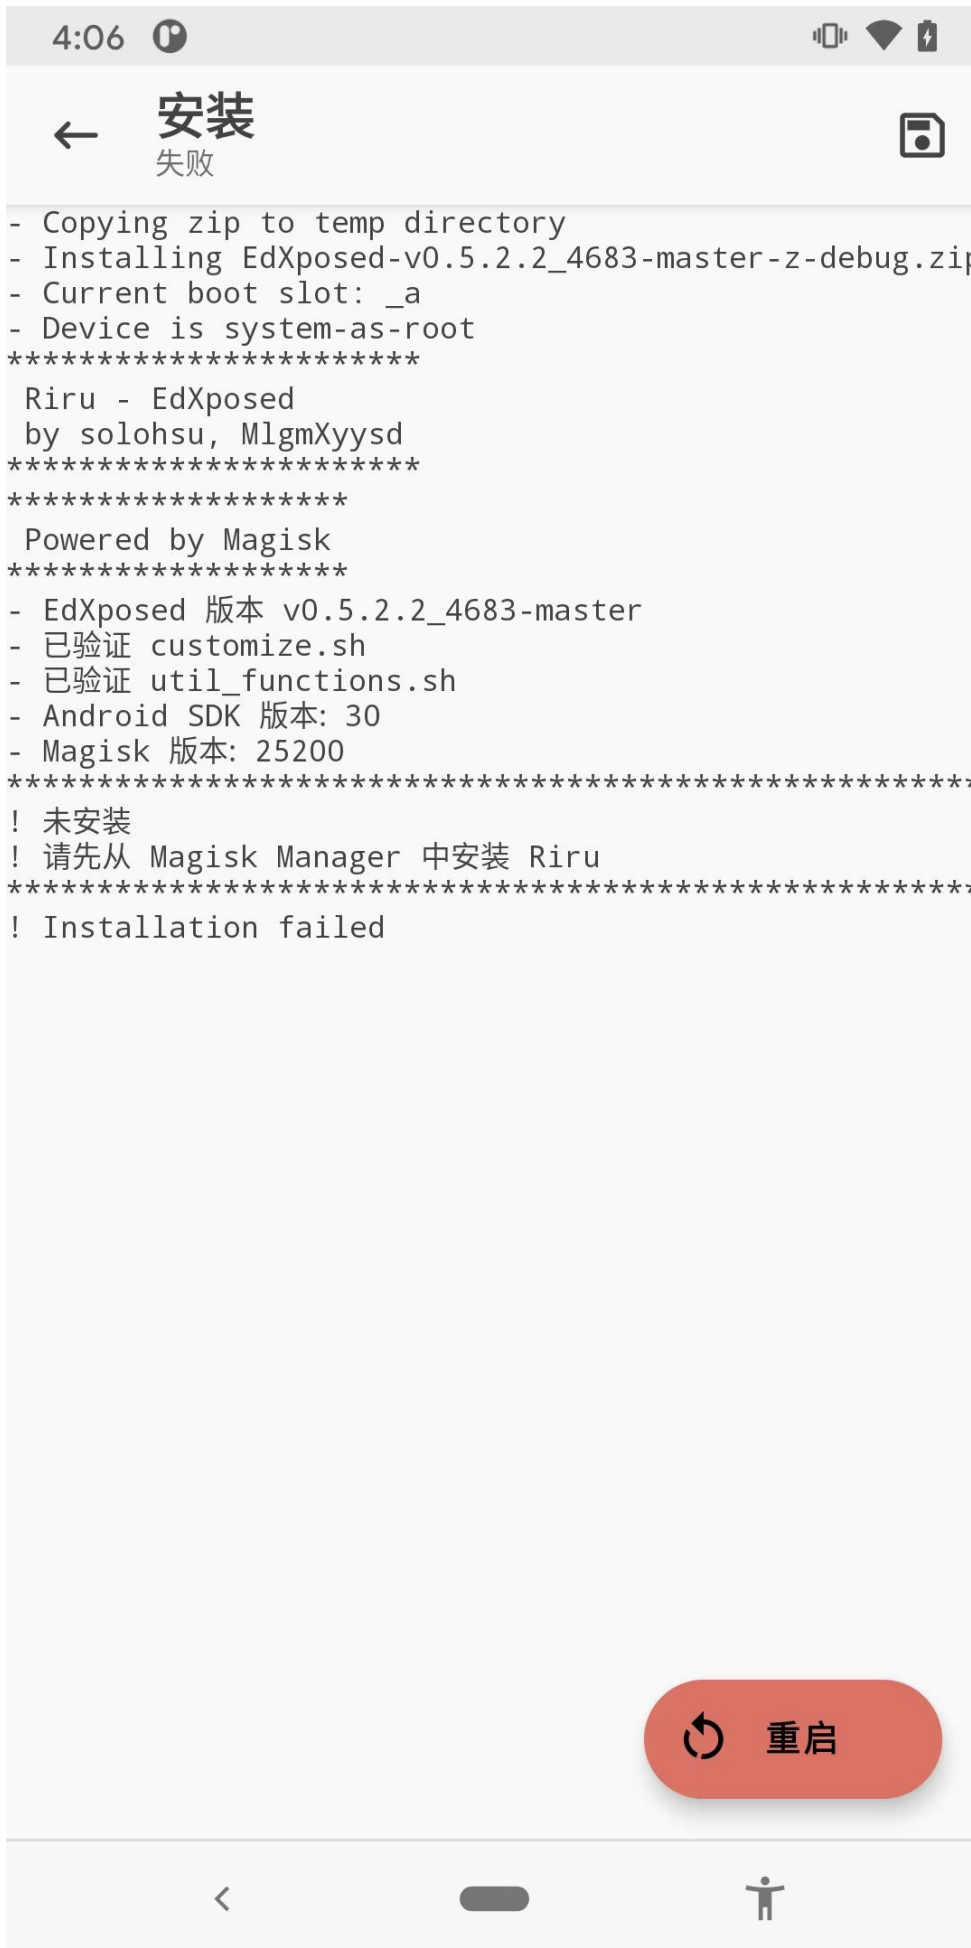 4:06
安装
失败
- Copying zip to temp directory
- Installing EdXposed-v0.5.2.2_4683-master-z-debug.zip
- Current boot slot: _a
- Device is system-as-root
***********************
Riru - EdXposed
by solohsu, MlgmXyysd
***********************
*******************
Powered by Magisk
*******************
- EdXposed 版本 v0.5.2.2_4683-master
- 已验证 customize.sh
- 已验证 util_functions.sh
- Android SDK 版本: 30
- Magisk 版本: 25200
******************************************************
! 未安装
! 请先从 Magisk Manager 中安装 Riru
******************************************************
! Installation failed
重启